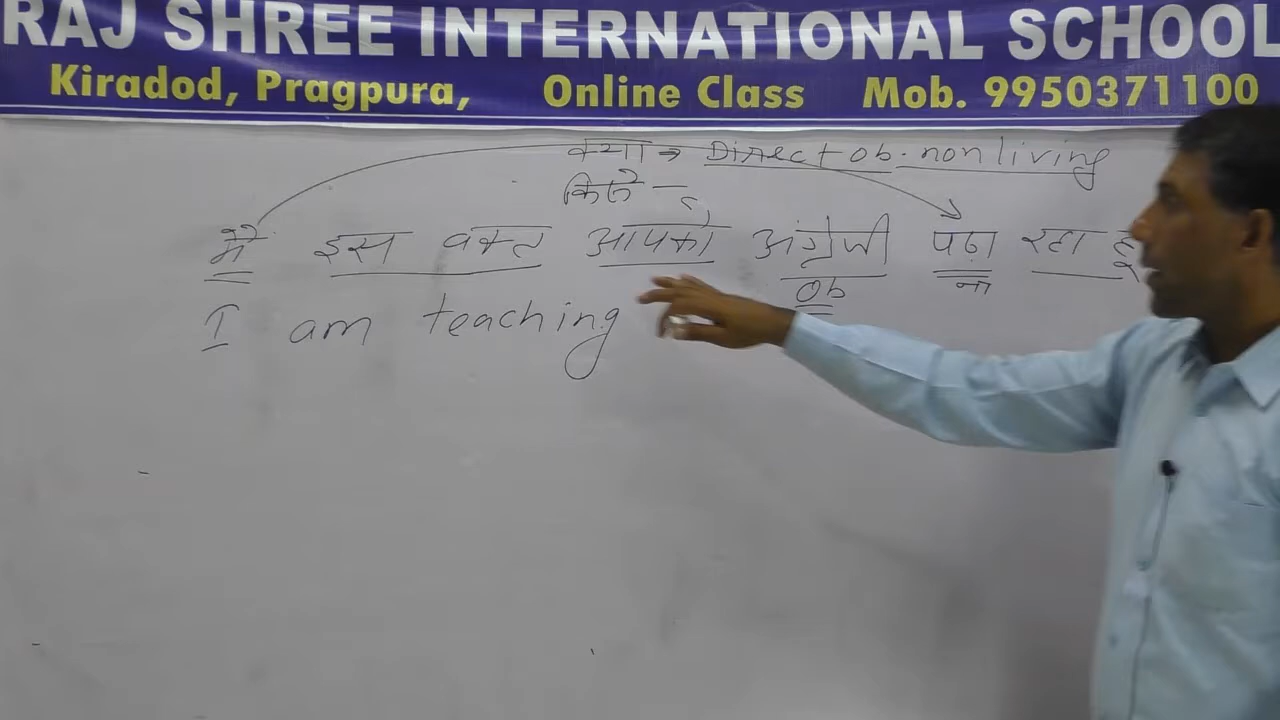 RAJ SHREE INTERNATIONAL SCHOOL
Kiradod, Pragpura, Online Class Mob. 9950371100
क्या → Direct ob. non living
किसे -
मैं इस वक्त आपको अंग्रेजी पढ़ा रहा हूँ
ob ना
I am teaching